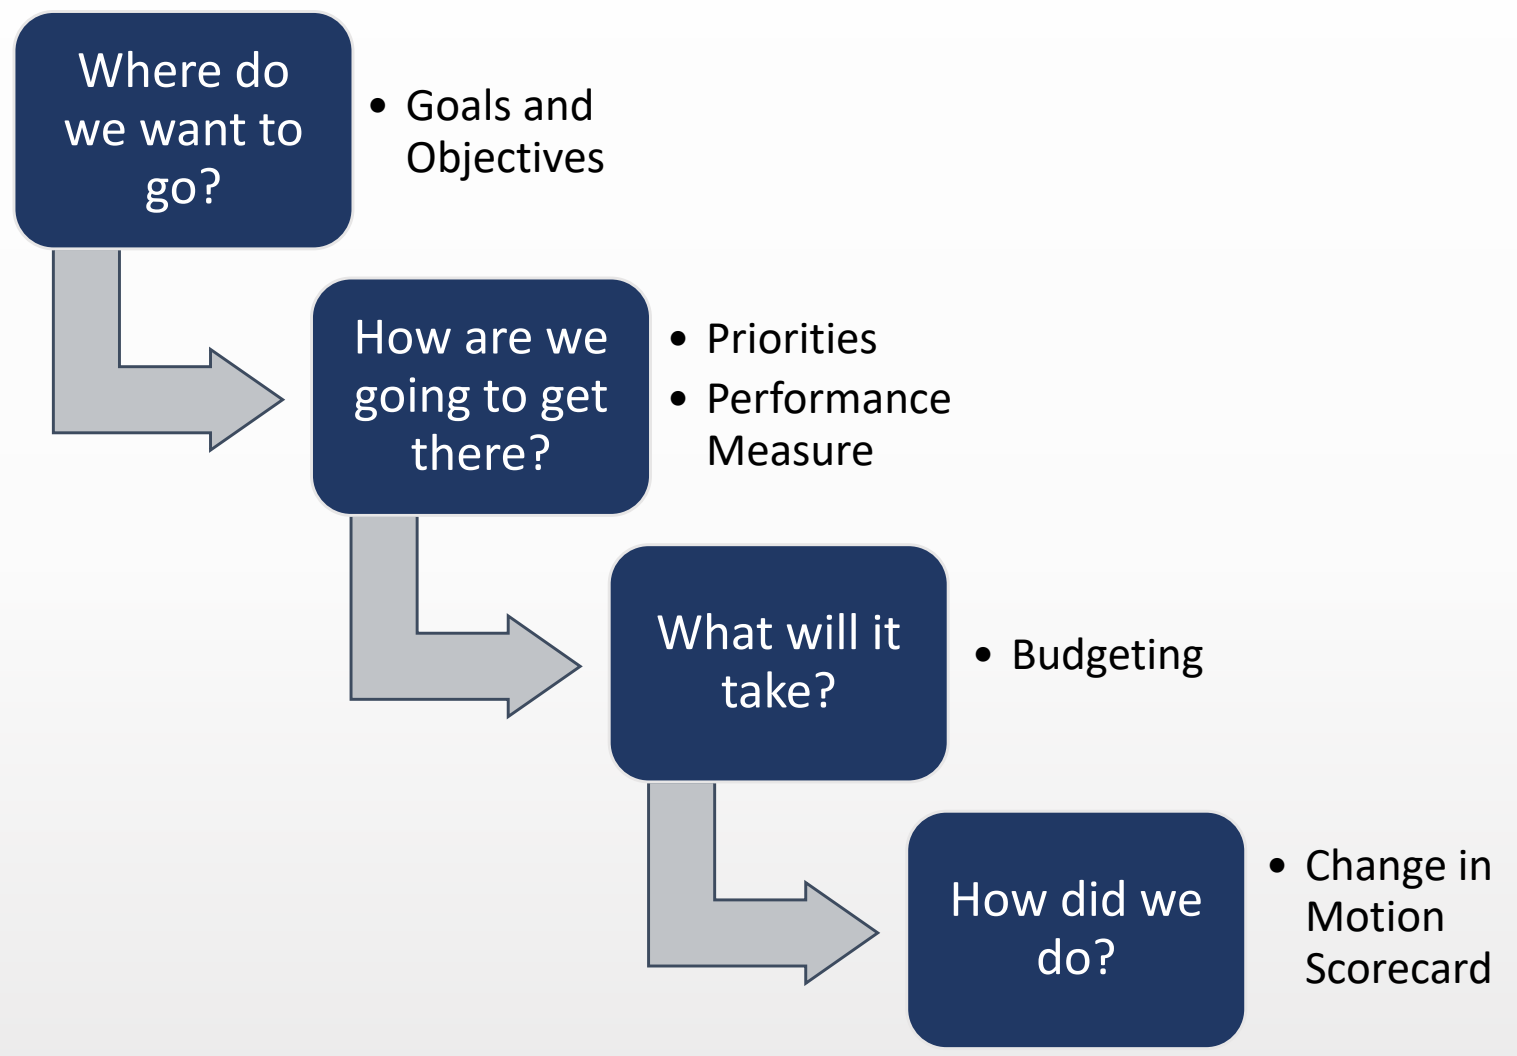 Where do
we want to
go?
• Goals and
Objectives
How are we
going to get
there?
• Priorities
• Performance
Measure
What will it
take?
• Budgeting
How did we
do?
• Change in
Motion
Scorecard